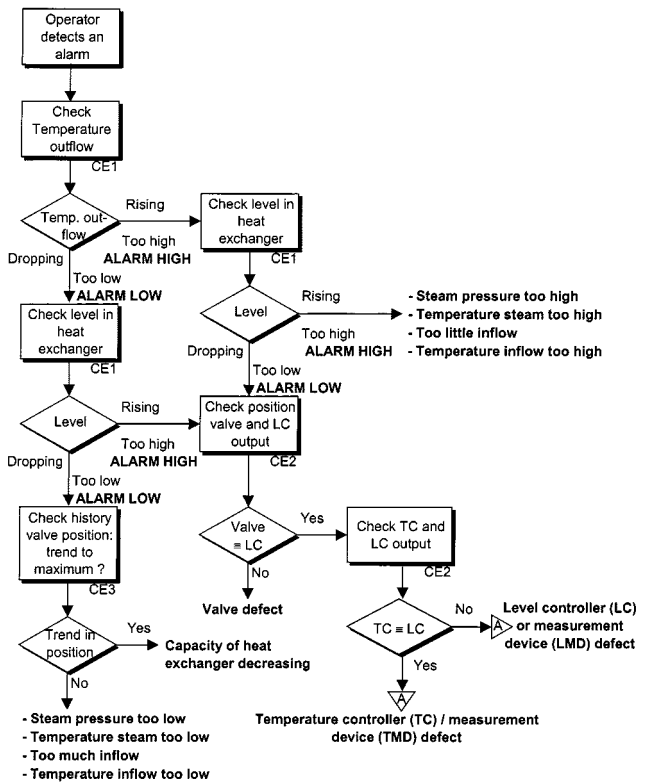 Operator
detects an
alarm
Check
Temperature
outflow
CE1
Temp. out-
flow
Rising
Too high
ALARM HIGH
Dropping
Too low
ALARM LOW
Check level in
heat
exchanger
CE1
Level
Rising
Too high
ALARM HIGH
- Steam pressure too high
- Temperature steam too high
- Too little inflow
- Temperature inflow too high
Dropping
Too low
ALARM LOW
Check level in
heat
exchanger
CE1
Level
Rising
Too high
ALARM HIGH
Dropping
Too low
ALARM LOW
Check position
valve and LC
output
CE2
Valve
≡ LC
Yes
No
Valve defect
Check TC and
LC output
CE2
TC ≡ LC
No
A
Level controller (LC)
or measurement
device (LMD) defect
Yes
A
Temperature controller (TC) / measurement
device (TMD) defect
Check history
valve position:
trend to
maximum ?
CE3
Trend in
position
Yes
Capacity of heat
exchanger decreasing
No
- Steam pressure too low
- Temperature steam too low
- Too much inflow
- Temperature inflow too low